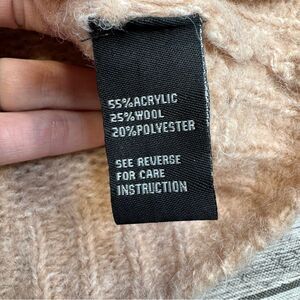 55%ACRYLIC
25%WOOL
20%POLYESTER
SEE REVERSE
FOR CARE
INSTRUCTION